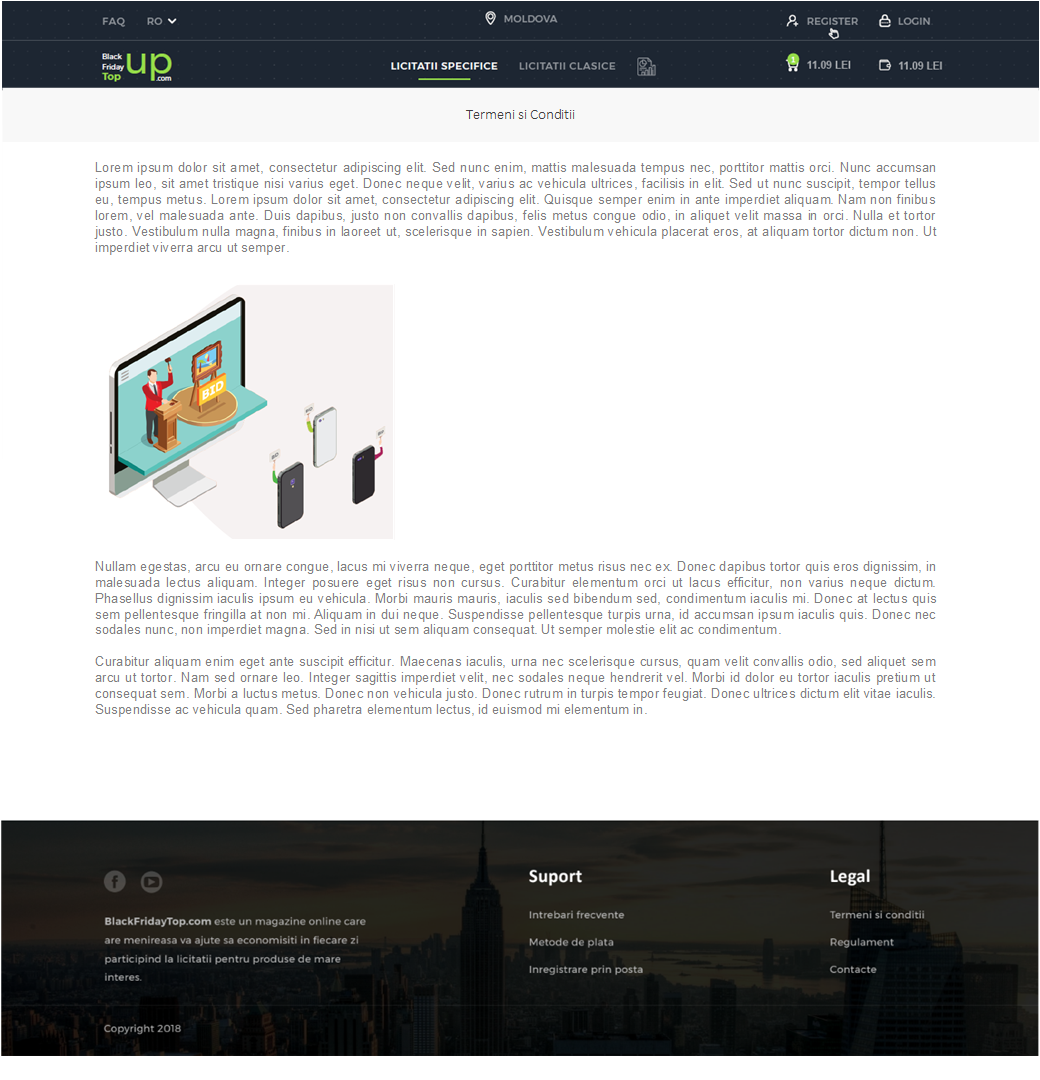 FAQ RO MOLDOVA REGISTER LOGIN
Black
Friday
Top
up
.com
LICITATII SPECIFICE LICITATII CLASICE 1 11.09 LEI 11.09 LEI
Termeni si Conditii
Lorem ipsum dolor sit amet, consectetur adipiscing elit. Sed nunc enim, mattis malesuada tempus nec, porttitor mattis orci. Nunc accumsan
ipsum leo, sit amet tristique nisi varius eget. Donec neque velit, varius ac vehicula ultrices, facilisis in elit. Sed ut nunc suscipit, tempor tellus
eu, tempus metus. Lorem ipsum dolor sit amet, consectetur adipiscing elit. Quisque semper enim in ante imperdiet aliquam. Nam non finibus
lorem, vel malesuada ante. Duis dapibus, justo non convallis dapibus, felis metus congue odio, in aliquet velit massa in orci. Nulla et tortor
justo. Vestibulum nulla magna, finibus in laoreet ut, scelerisque in sapien. Vestibulum vehicula placerat eros, at aliquam tortor dictum non. Ut
imperdiet viverra arcu ut semper.
BID
BID
BID
BID
Nullam egestas, arcu eu ornare congue, lacus mi viverra neque, eget porttitor metus risus nec ex. Donec dapibus tortor quis eros dignissim, in
malesuada lectus aliquam. Integer posuere eget risus non cursus. Curabitur elementum orci ut lacus efficitur, non varius neque dictum.
Phasellus dignissim iaculis ipsum eu vehicula. Morbi mauris mauris, iaculis sed bibendum sed, condimentum iaculis mi. Donec at lectus quis
sem pellentesque fringilla at non mi. Aliquam in dui neque. Suspendisse pellentesque turpis urna, id accumsan ipsum iaculis quis. Donec nec
sodales nunc, non imperdiet magna. Sed in nisi ut sem aliquam consequat. Ut semper molestie elit ac condimentum.
Curabitur aliquam enim eget ante suscipit efficitur. Maecenas iaculis, urna nec scelerisque cursus, quam velit convallis odio, sed aliquet sem
arcu ut tortor. Nam sed ornare leo. Integer sagittis imperdiet velit, nec sodales neque hendrerit vel. Morbi id dolor eu tortor iaculis pretium ut
consequat sem. Morbi a luctus metus. Donec non vehicula justo. Donec rutrum in turpis tempor feugiat. Donec ultrices dictum elit vitae iaculis.
Suspendisse ac vehicula quam. Sed pharetra elementum lectus, id euismod mi elementum in.
BlackFridayTop.com este un magazine online care
are menireasa va ajute sa economisiti in fiecare zi
participind la licitatii pentru produse de mare
interes.
Suport
Intrebari frecvente
Metode de plata
Inregistrare prin posta
Legal
Termeni si conditii
Regulament
Contacte
Copyright 2018